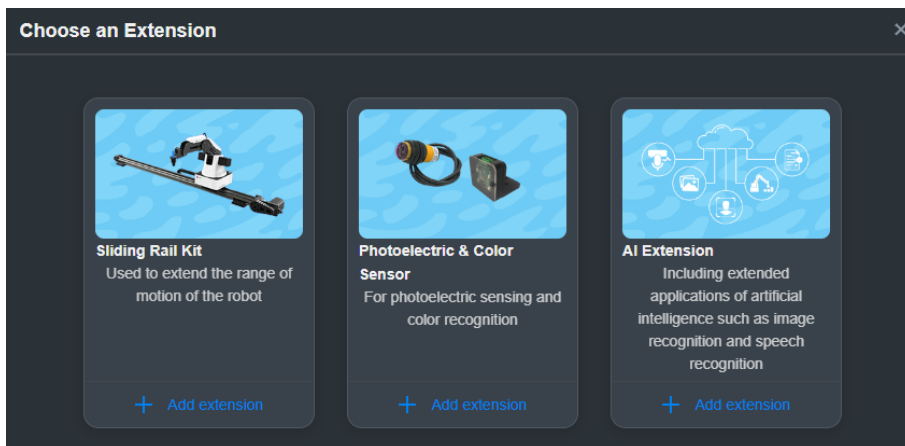 Choose an Extension
Sliding Rail Kit
Used to extend the range of
motion of the robot
+ Add extension
Photoelectric & Color
Sensor
For photoelectric sensing and
color recognition
+ Add extension
AI Extension
Including extended
applications of artificial
intelligence such as image
recognition and speech
recognition
+ Add extension